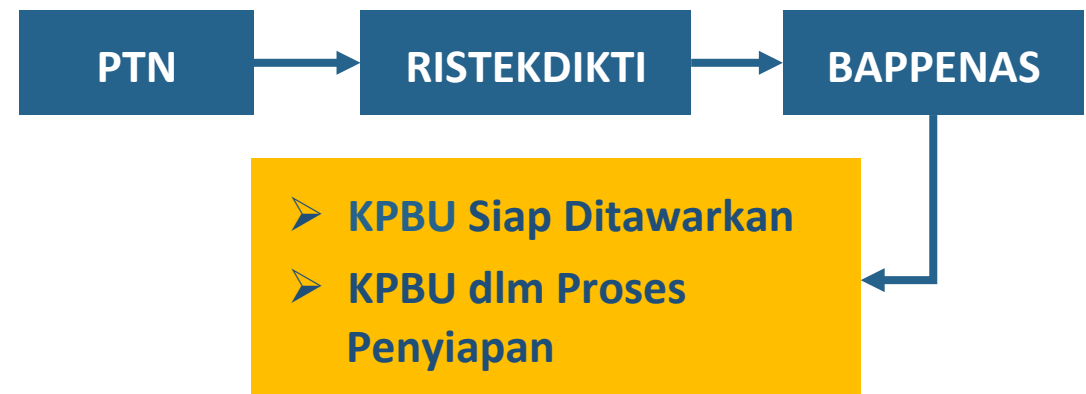 PTN
RISTEKDIKTI
BAPPENAS
➢ KPBU Siap Ditawarkan
➢ KPBU dlm Proses
Penyiapan